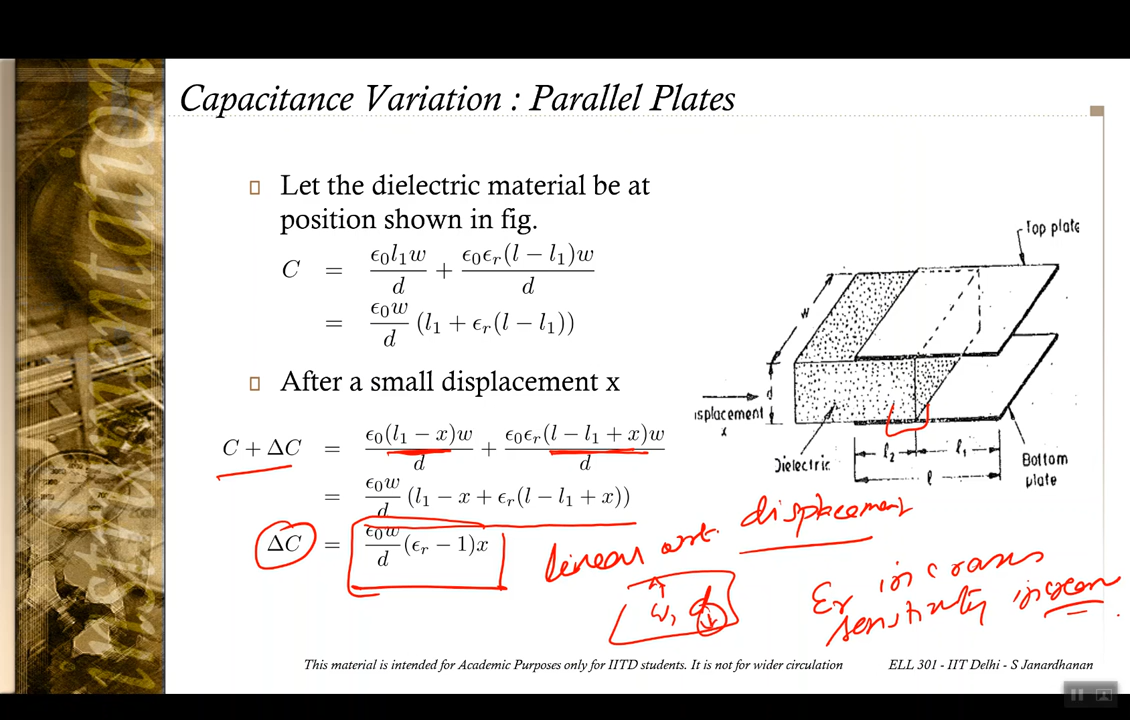 Capacitance Variation : Parallel Plates
Let the dielectric material be at
position shown in fig.
C = ϵ₀l₁w/d + ϵ₀ϵᵣ(l − l₁)w/d
= ϵ₀w/d (l₁ + ϵᵣ(l − l₁))
After a small displacement x
C + ΔC = ϵ₀(l₁ − x)w/d + ϵ₀ϵᵣ(l − l₁ + x)w/d
= ϵ₀w/d (l₁ − x + ϵᵣ(l − l₁ + x))
ΔC = ϵ₀w/d (ϵᵣ − 1)x
Top plate
w
d
isplacement
x
Dielectric
l₂
l₁
l
Bottom
plate
linear wrt. displacement
w, d
Er increases
sensitivity increases
This material is intended for Academic Purposes only for IITD students. It is not for wider circulation
ELL 301 - IIT Delhi - S Janardhanan